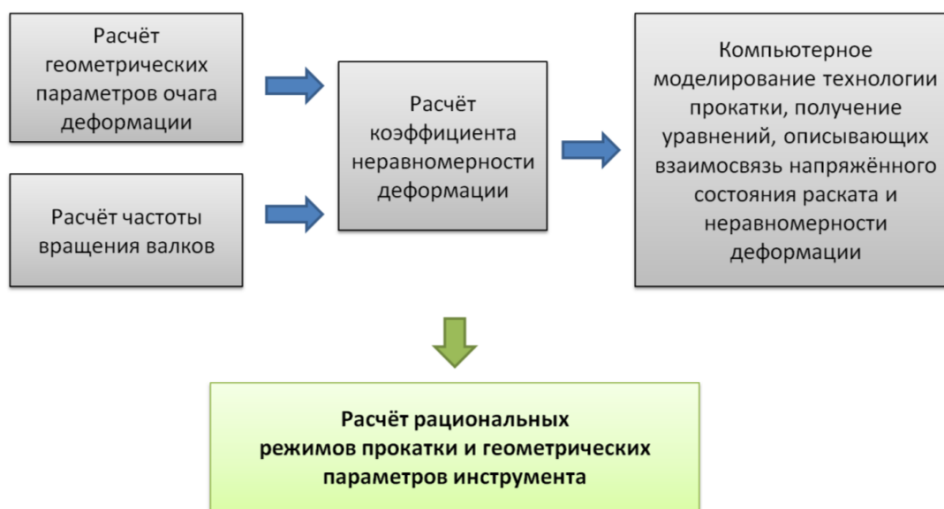 Расчёт
геометрических
параметров очага
деформации
Расчёт частоты
вращения валков
Расчёт
коэффициента
неравномерности
деформации
Компьютерное
моделирование технологии
прокатки, получение
уравнений, описывающих
взаимосвязь напряжённого
состояния раската и
неравномерности
деформации
Расчёт рациональных
режимов прокатки и геометрических
параметров инструмента